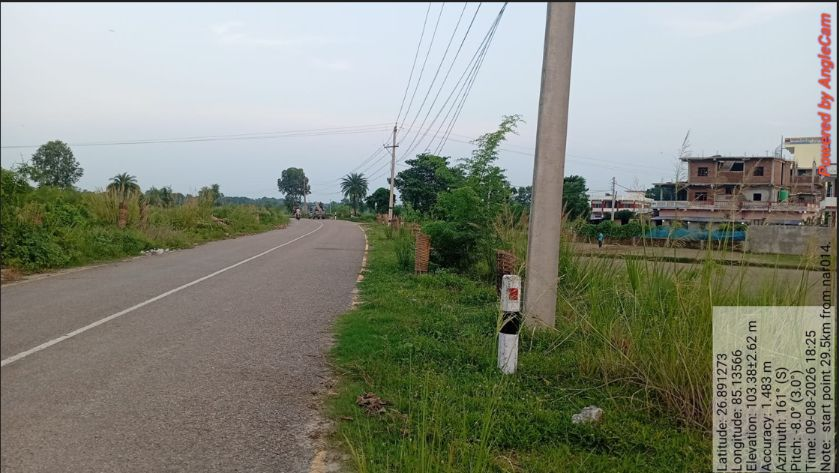 Powered by AngleCam
Latitude: 26.891273
Longitude: 85.13566
Elevation: 103.38±2.62 m
Accuracy: 1.483 m
Azimuth: 161° (S)
Pitch: -8.0° (3.0°)
Time: 09-08-2026 18:25
Note: start point 29.5km from nar014.